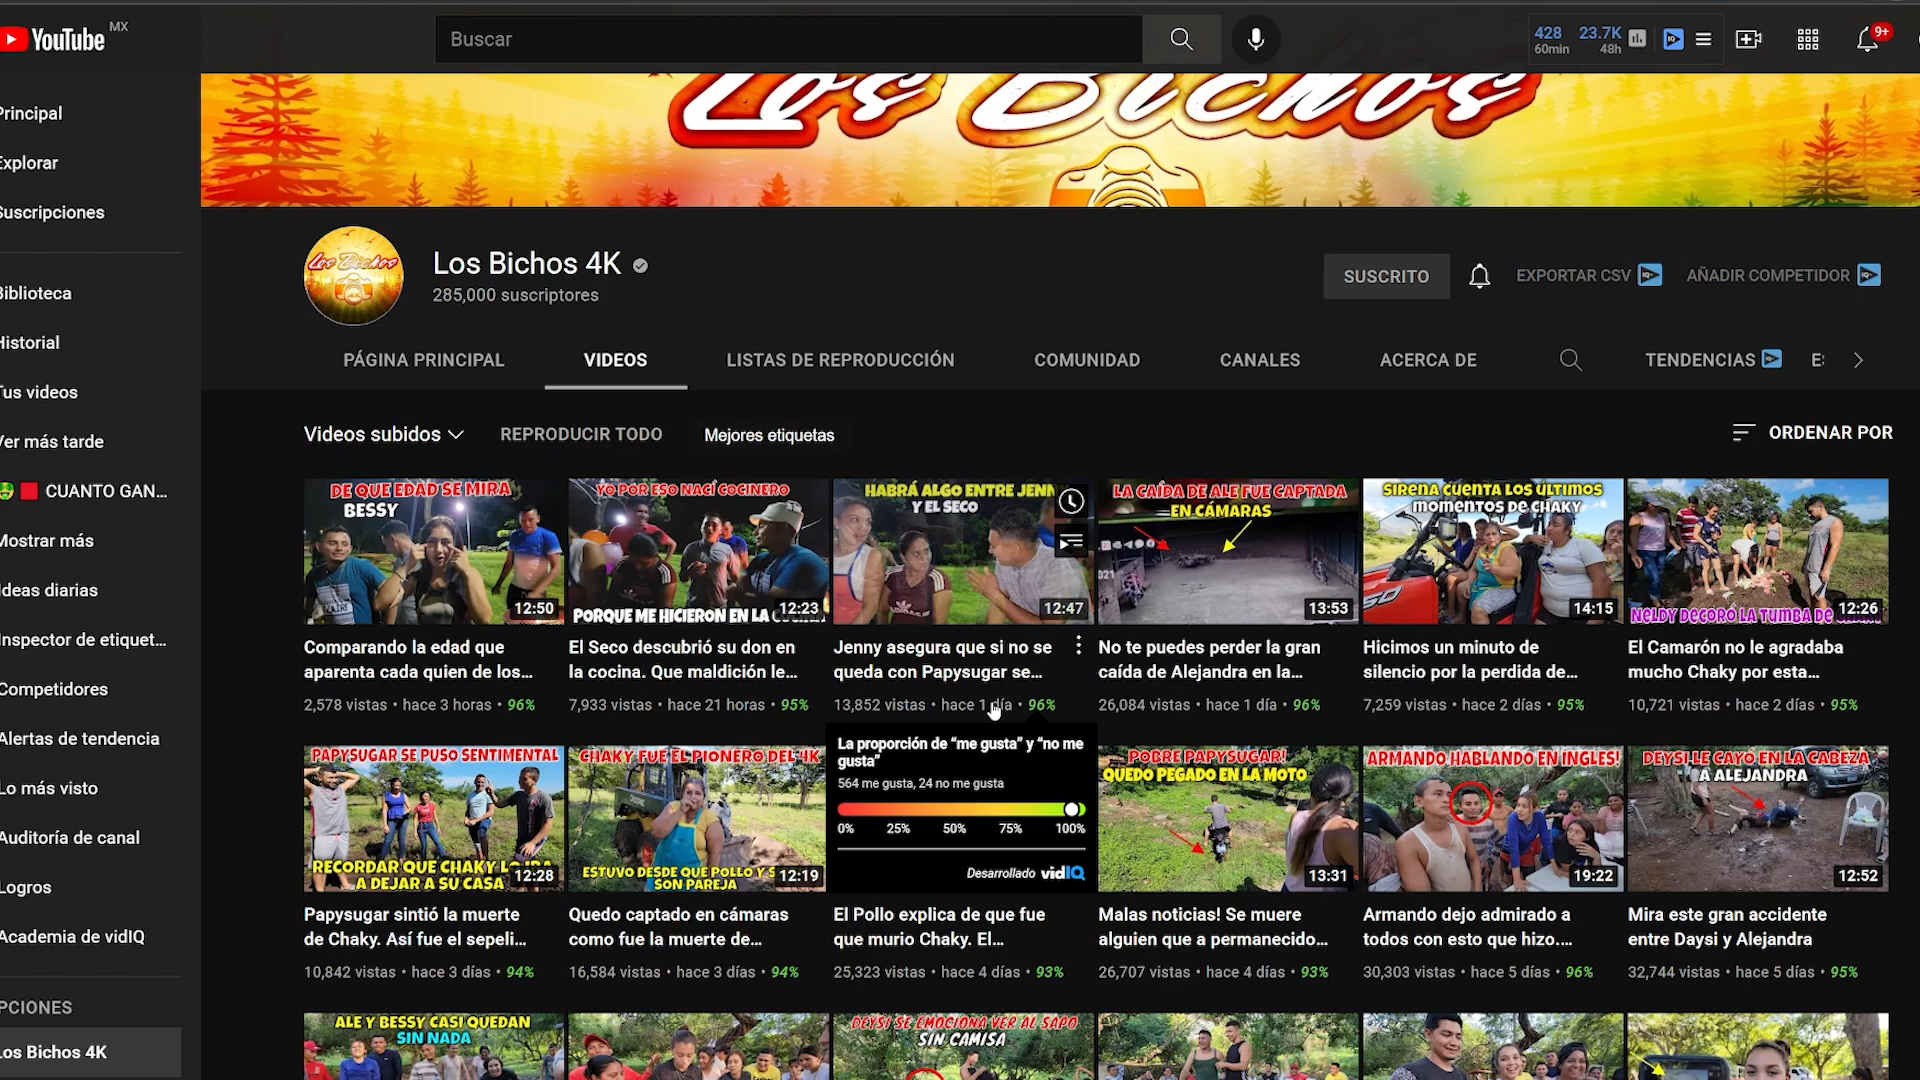 YouTube MX
Buscar
428 23.7K
60min 48h
9+
Principal
Explorar
Suscripciones
Biblioteca
Historial
Tus videos
Ver más tarde
CUANTO GAN...
Mostrar más
Ideas diarias
Inspector de etiquet...
Competidores
Alertas de tendencia
Lo más visto
Auditoría de canal
Logros
Academia de vidIQ
PCIONES
Los Bichos 4K
Los Bichos
Los Bichos
Los Bichos 4K
285,000 suscriptores
SUSCRITO
EXPORTAR CSV
AÑADIR COMPETIDOR
PÁGINA PRINCIPAL
VIDEOS
LISTAS DE REPRODUCCIÓN
COMUNIDAD
CANALES
ACERCA DE
TENDENCIAS
Videos subidos
REPRODUCIR TODO
Mejores etiquetas
ORDENAR POR
DE QUE EDAD SE MIRA
BESSY
12:50
Comparando la edad que
aparenta cada quien de los...
2,578 vistas • hace 3 horas • 96%
YO POR ESO NACÍ COCINERO
PORQUE ME HICIERON EN LA
12:23
El Seco descubrió su don en
la cocina. Que maldición le...
7,933 vistas • hace 21 horas • 95%
HABRÁ ALGO ENTRE JENN
Y EL SECO
12:47
Jenny asegura que si no se
queda con Papysugar se...
13,852 vistas • hace 1 día • 96%
LA CAÍDA DE ALE FUE CAPTADA
EN CÁMARAS
13:53
No te puedes perder la gran
caída de Alejandra en la...
26,084 vistas • hace 1 día • 96%
SIRENA CUENTA LOS ÚLTIMOS
MOMENTOS DE CHAKY
14:15
Hicimos un minuto de
silencio por la perdida de...
7,259 vistas • hace 2 días • 95%
NELDY DECORÓ LA TUMBA DE
12:26
El Camarón no le agradaba
mucho Chaky por esta...
10,721 vistas • hace 2 días • 95%
La proporción de "me gusta" y "no me
gusta"
564 me gusta, 24 no me gusta
0% 25% 50% 75% 100%
Desarrollado vidIQ
PAPYSUGAR SE PUSO SENTIMENTAL
RECORDAR QUE CHAKY LO IBA
A DEJAR A SU CASA
12:28
Papysugar sintió la muerte
de Chaky. Así fue el sepeli...
10,842 vistas • hace 3 días • 94%
CHAKY FUE EL PIONERO DEL 4K
ESTUVO DESDE QUE POLLO Y S
SON PAREJA
12:19
Quedo captado en cámaras
como fue la muerte de...
16,584 vistas • hace 3 días • 94%
El Pollo explica de que fue
que murio Chaky. El...
25,323 vistas • hace 4 días • 93%
POBRE PAPYSUGAR!
QUEDO PEGADO EN LA MOTO
13:31
Malas noticias! Se muere
alguien que a permanecido...
26,707 vistas • hace 4 días • 93%
ARMANDO HABLANDO EN INGLES!
19:22
Armando dejo admirado a
todos con esto que hizo....
30,303 vistas • hace 5 días • 96%
DEYSI LE CAYO EN LA CABEZA
A ALEJANDRA
12:52
Mira este gran accidente
entre Daysi y Alejandra
32,744 vistas • hace 5 días • 95%
ALE Y BESSY CASI QUEDAN
SIN NADA
DEYSI SE EMOCIONA VER AL SAPO
SIN CAMISA